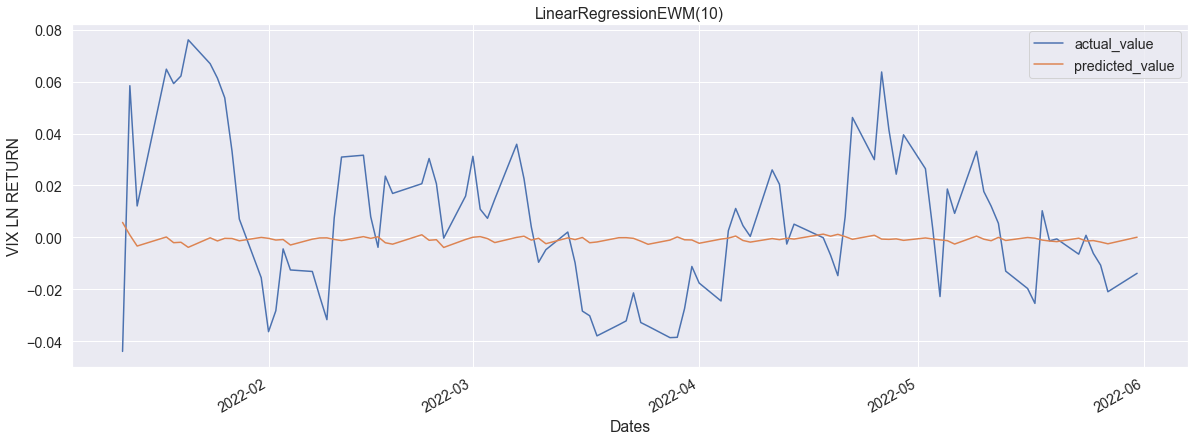 LinearRegressionEWM(10)
actual_value
predicted_value
VIX LN RETURN
0.08
0.06
0.04
0.02
0.00
−0.02
−0.04
2022-02
2022-03
2022-04
2022-05
2022-06
Dates